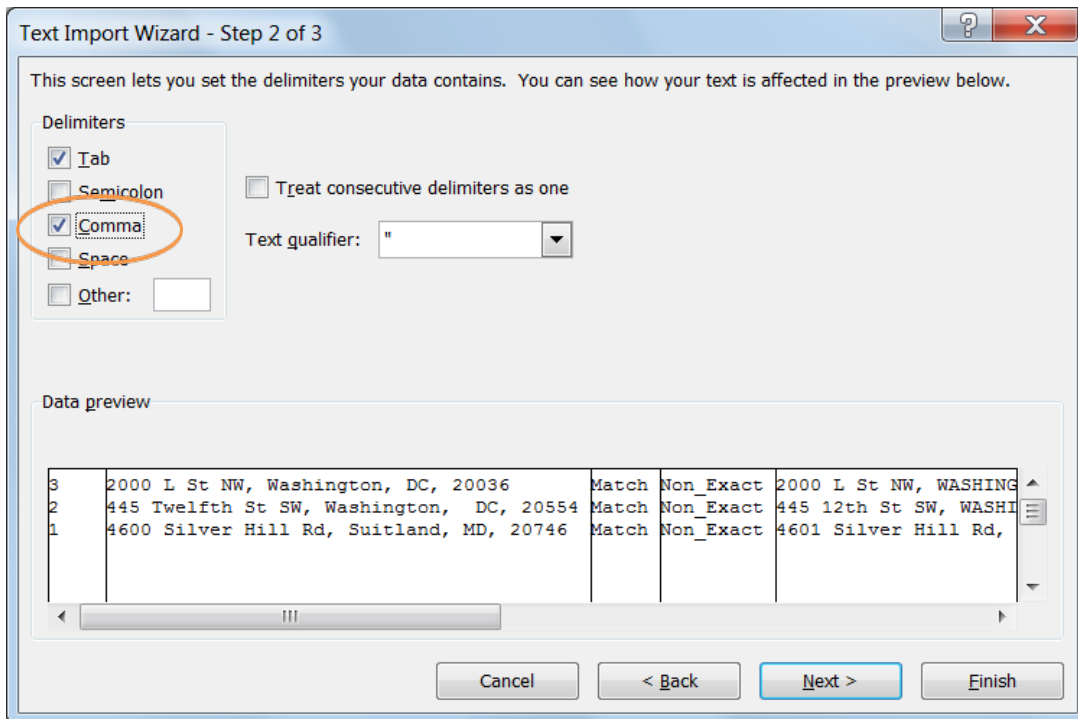 Text Import Wizard - Step 2 of 3
This screen lets you set the delimiters your data contains.  You can see how your text is affected in the preview below.
Delimiters
Tab
Semicolon
Treat consecutive delimiters as one
Comma
Text qualifier: "
Space
Other:
Data preview
3 2000 L St NW, Washington, DC, 20036 Match Non_Exact 2000 L St NW, WASHING
2 445 Twelfth St SW, Washington,  DC, 20554 Match Non_Exact 445 12th St SW, WASHI
1 4600 Silver Hill Rd, Suitland, MD, 20746 Match Non_Exact 4601 Silver Hill Rd,
Cancel < Back Next > Finish